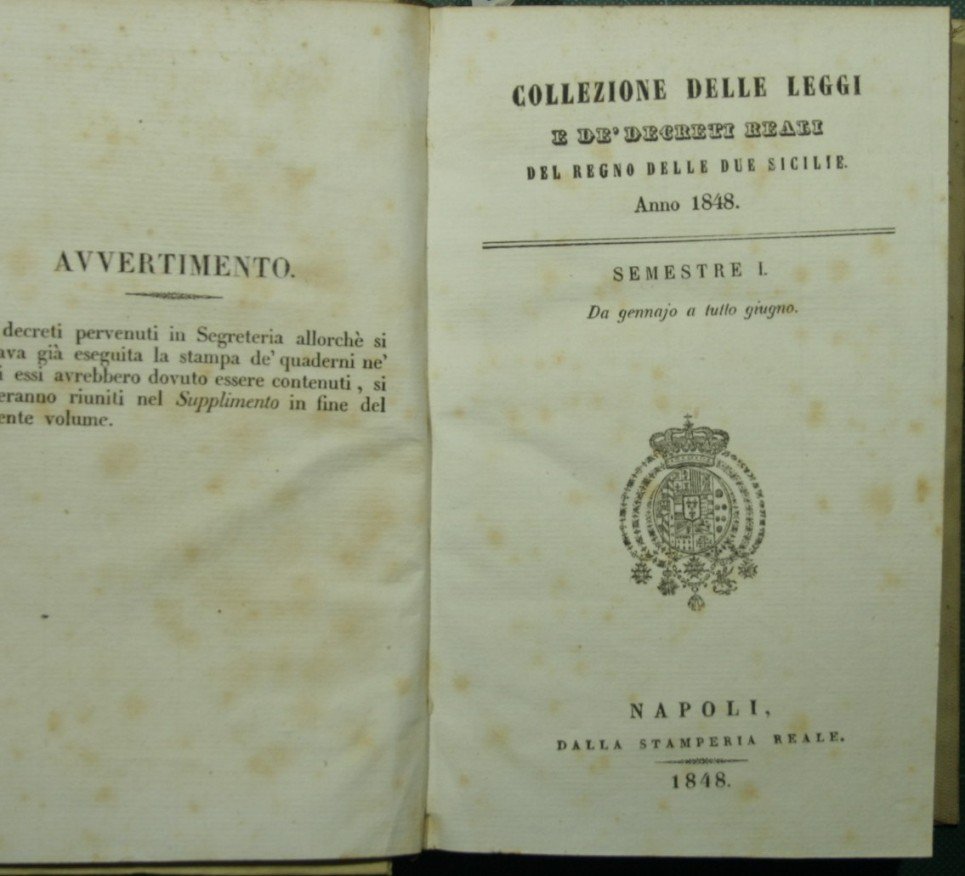 AVVERTIMENTO.
decreti pervenuti in Segreteria allorchè si
ava già eseguita la stampa de' quaderni ne'
i essi avrebbero dovuto essere contenuti, si
eranno riuniti nel Supplimento in fine del
ente volume.
COLLEZIONE DELLE LEGGI
E DE' DECRETI REALI
DEL REGNO DELLE DUE SICILIE.
Anno 1848.
SEMESTRE I.
Da gennajo a tutto giugno.
NAPOLI,
DALLA STAMPERIA REALE.
1848.